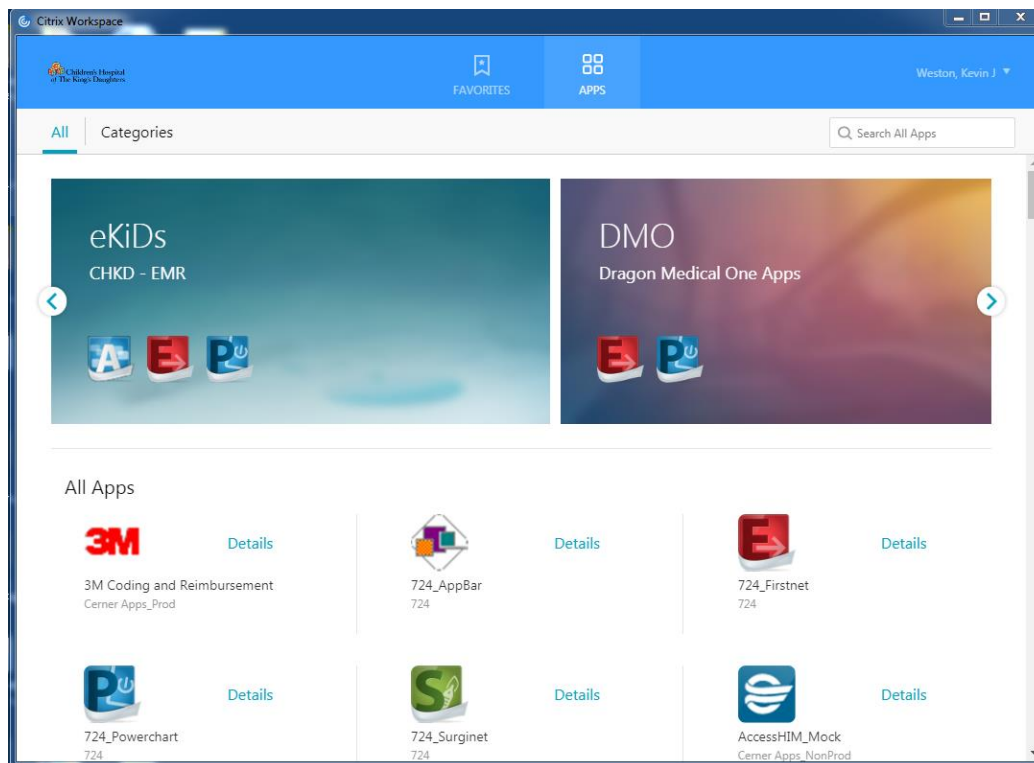 Citrix Workspace
Children's Hospital
of The King's Daughters
FAVORITES
APPS
Weston, Kevin J
All
Categories
Search All Apps
eKiDs
CHKD - EMR
A
E
P
DMO
Dragon Medical One Apps
E
P
All Apps
3M
Details
3M Coding and Reimbursement
Cerner Apps_Prod
Details
724_AppBar
724
E
Details
724_Firstnet
724
P
Details
724_Powerchart
724
S
Details
724_Surginet
724
Details
AccessHIM_Mock
Cerner Apps_NonProd